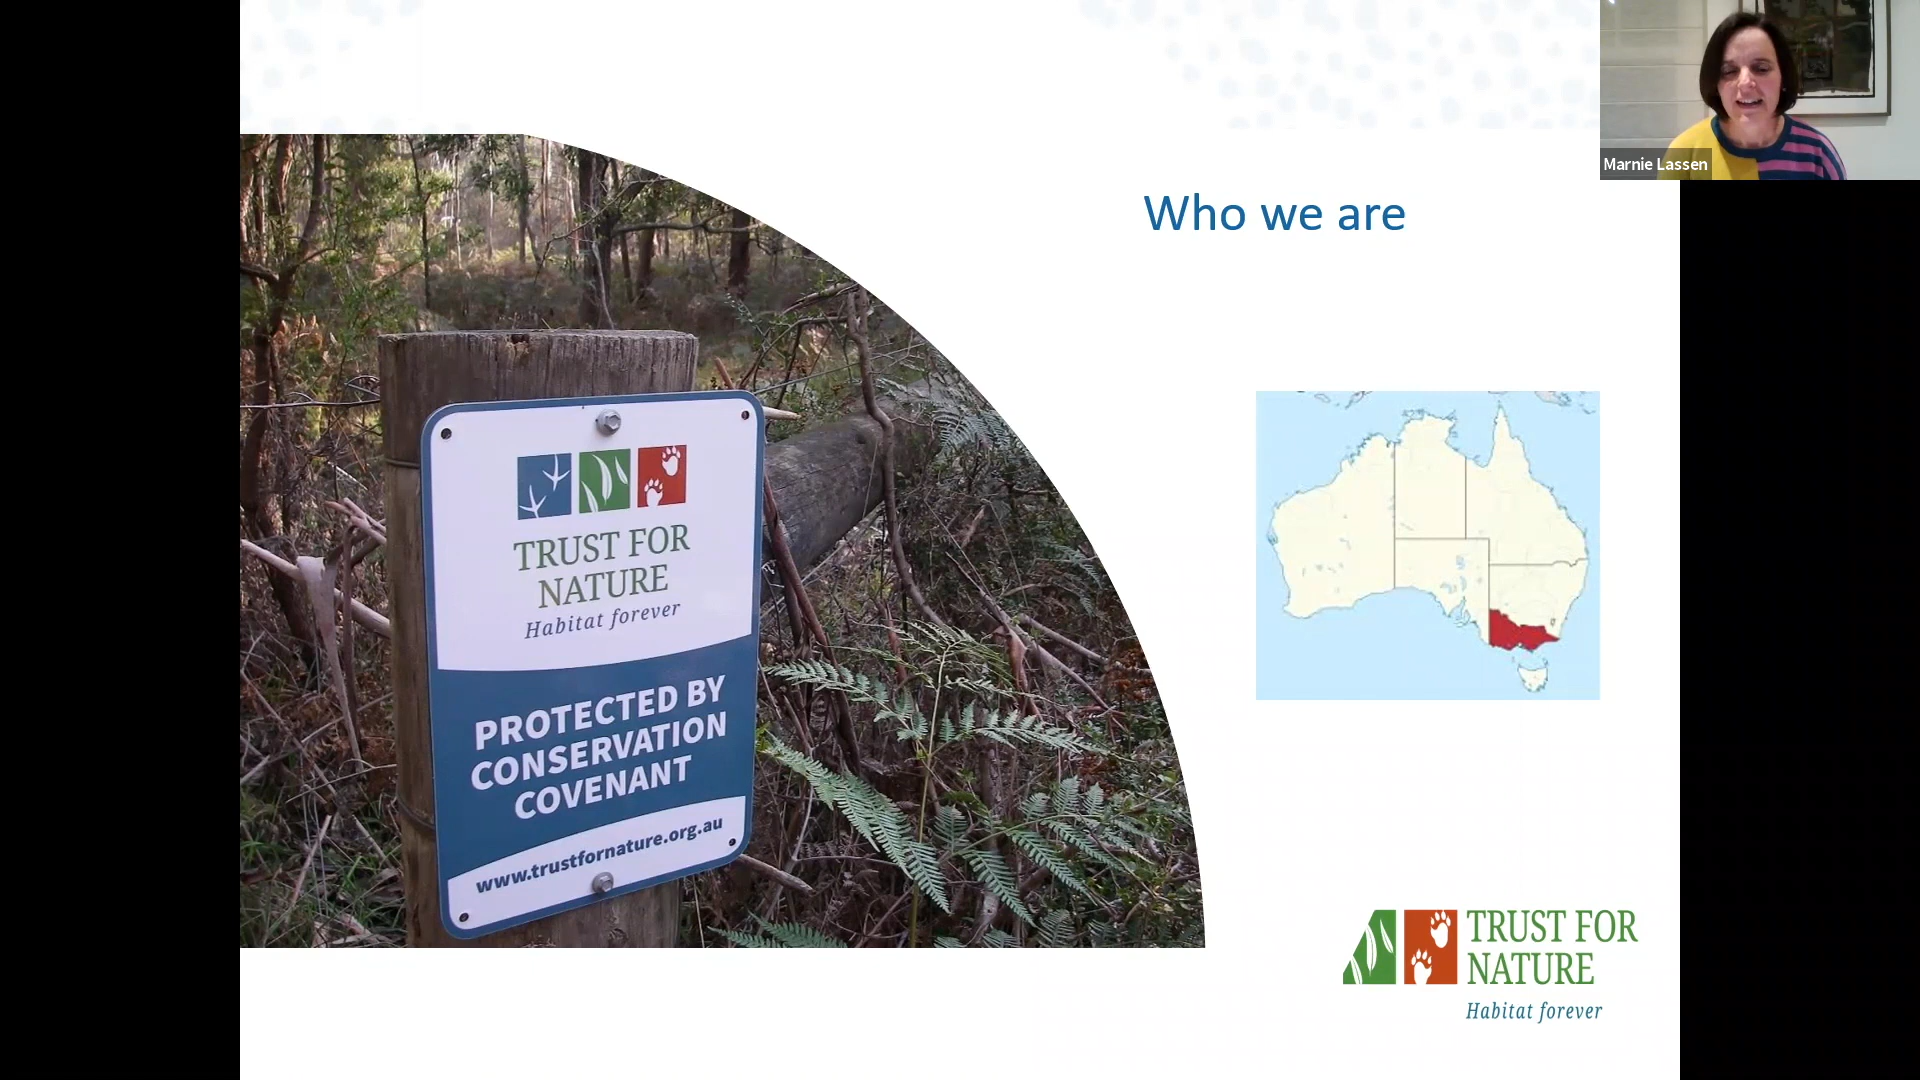 Marnie Lassen
Who we are
TRUST FOR
NATURE
Habitat forever
PROTECTED BY
CONSERVATION
COVENANT
www.trustfornature.org.au
TRUST FOR
NATURE
Habitat forever